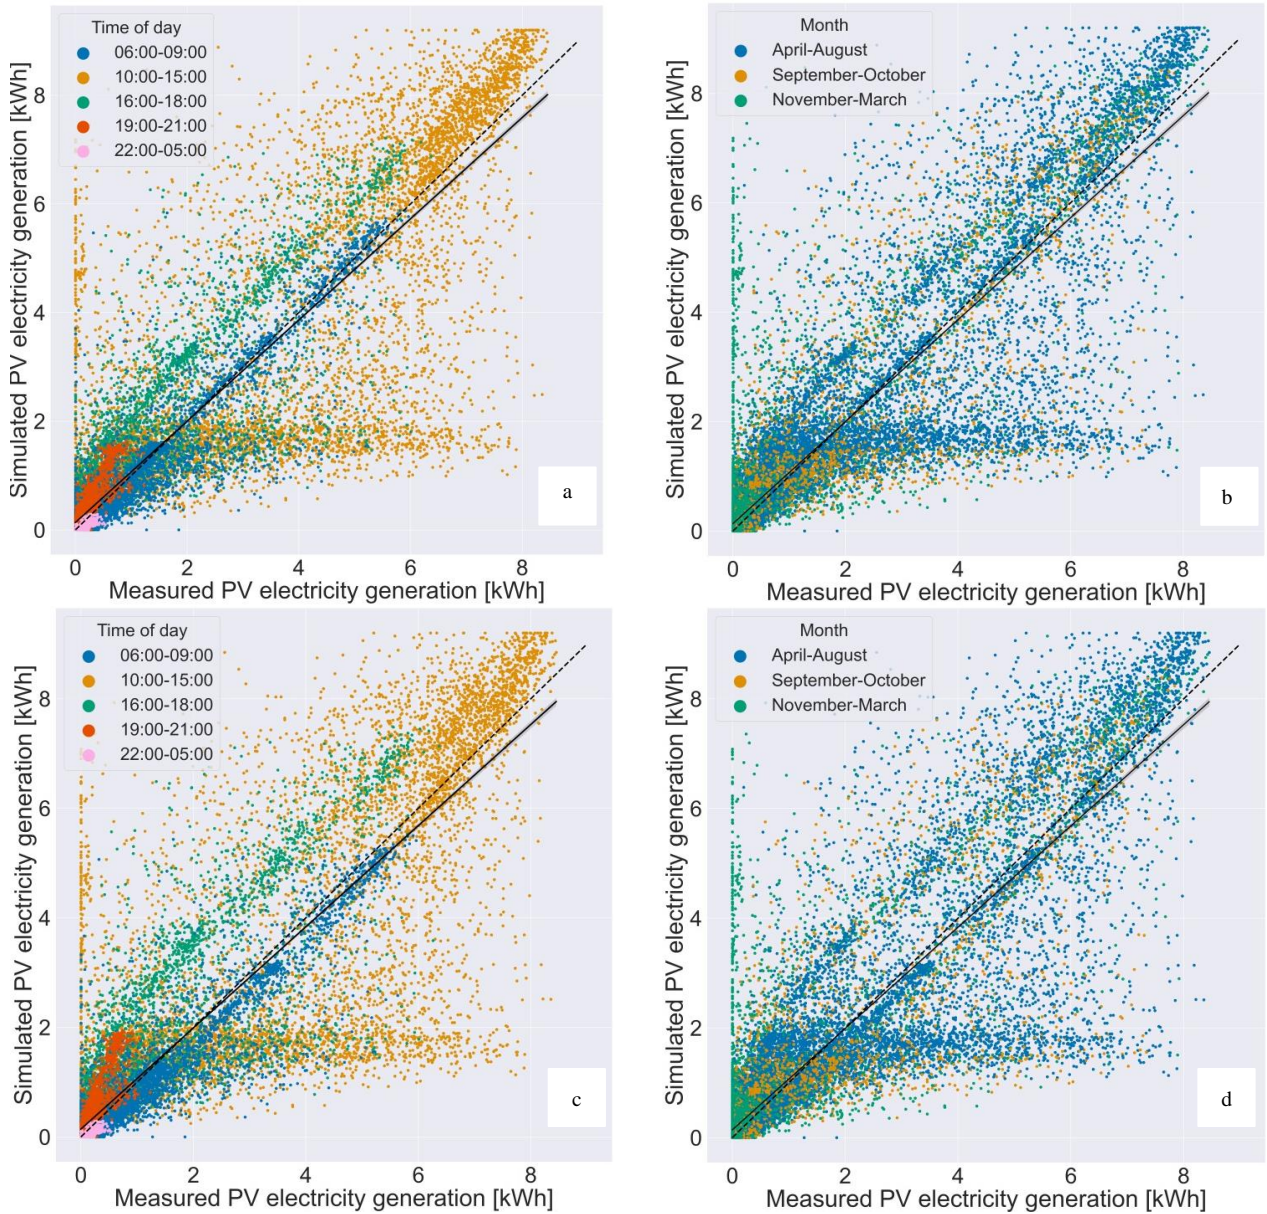 Time of day
06:00-09:00
10:00-15:00
16:00-18:00
19:00-21:00
22:00-05:00
Simulated PV electricity generation [kWh]
8
6
4
2
0
a
0 2 4 6 8
Measured PV electricity generation [kWh]
Month
April-August
September-October
November-March
Simulated PV electricity generation [kWh]
8
6
4
2
0
b
0 2 4 6 8
Measured PV electricity generation [kWh]
Time of day
06:00-09:00
10:00-15:00
16:00-18:00
19:00-21:00
22:00-05:00
Simulated PV electricity generation [kWh]
8
6
4
2
0
c
0 2 4 6 8
Measured PV electricity generation [kWh]
Month
April-August
September-October
November-March
Simulated PV electricity generation [kWh]
8
6
4
2
0
d
0 2 4 6 8
Measured PV electricity generation [kWh]